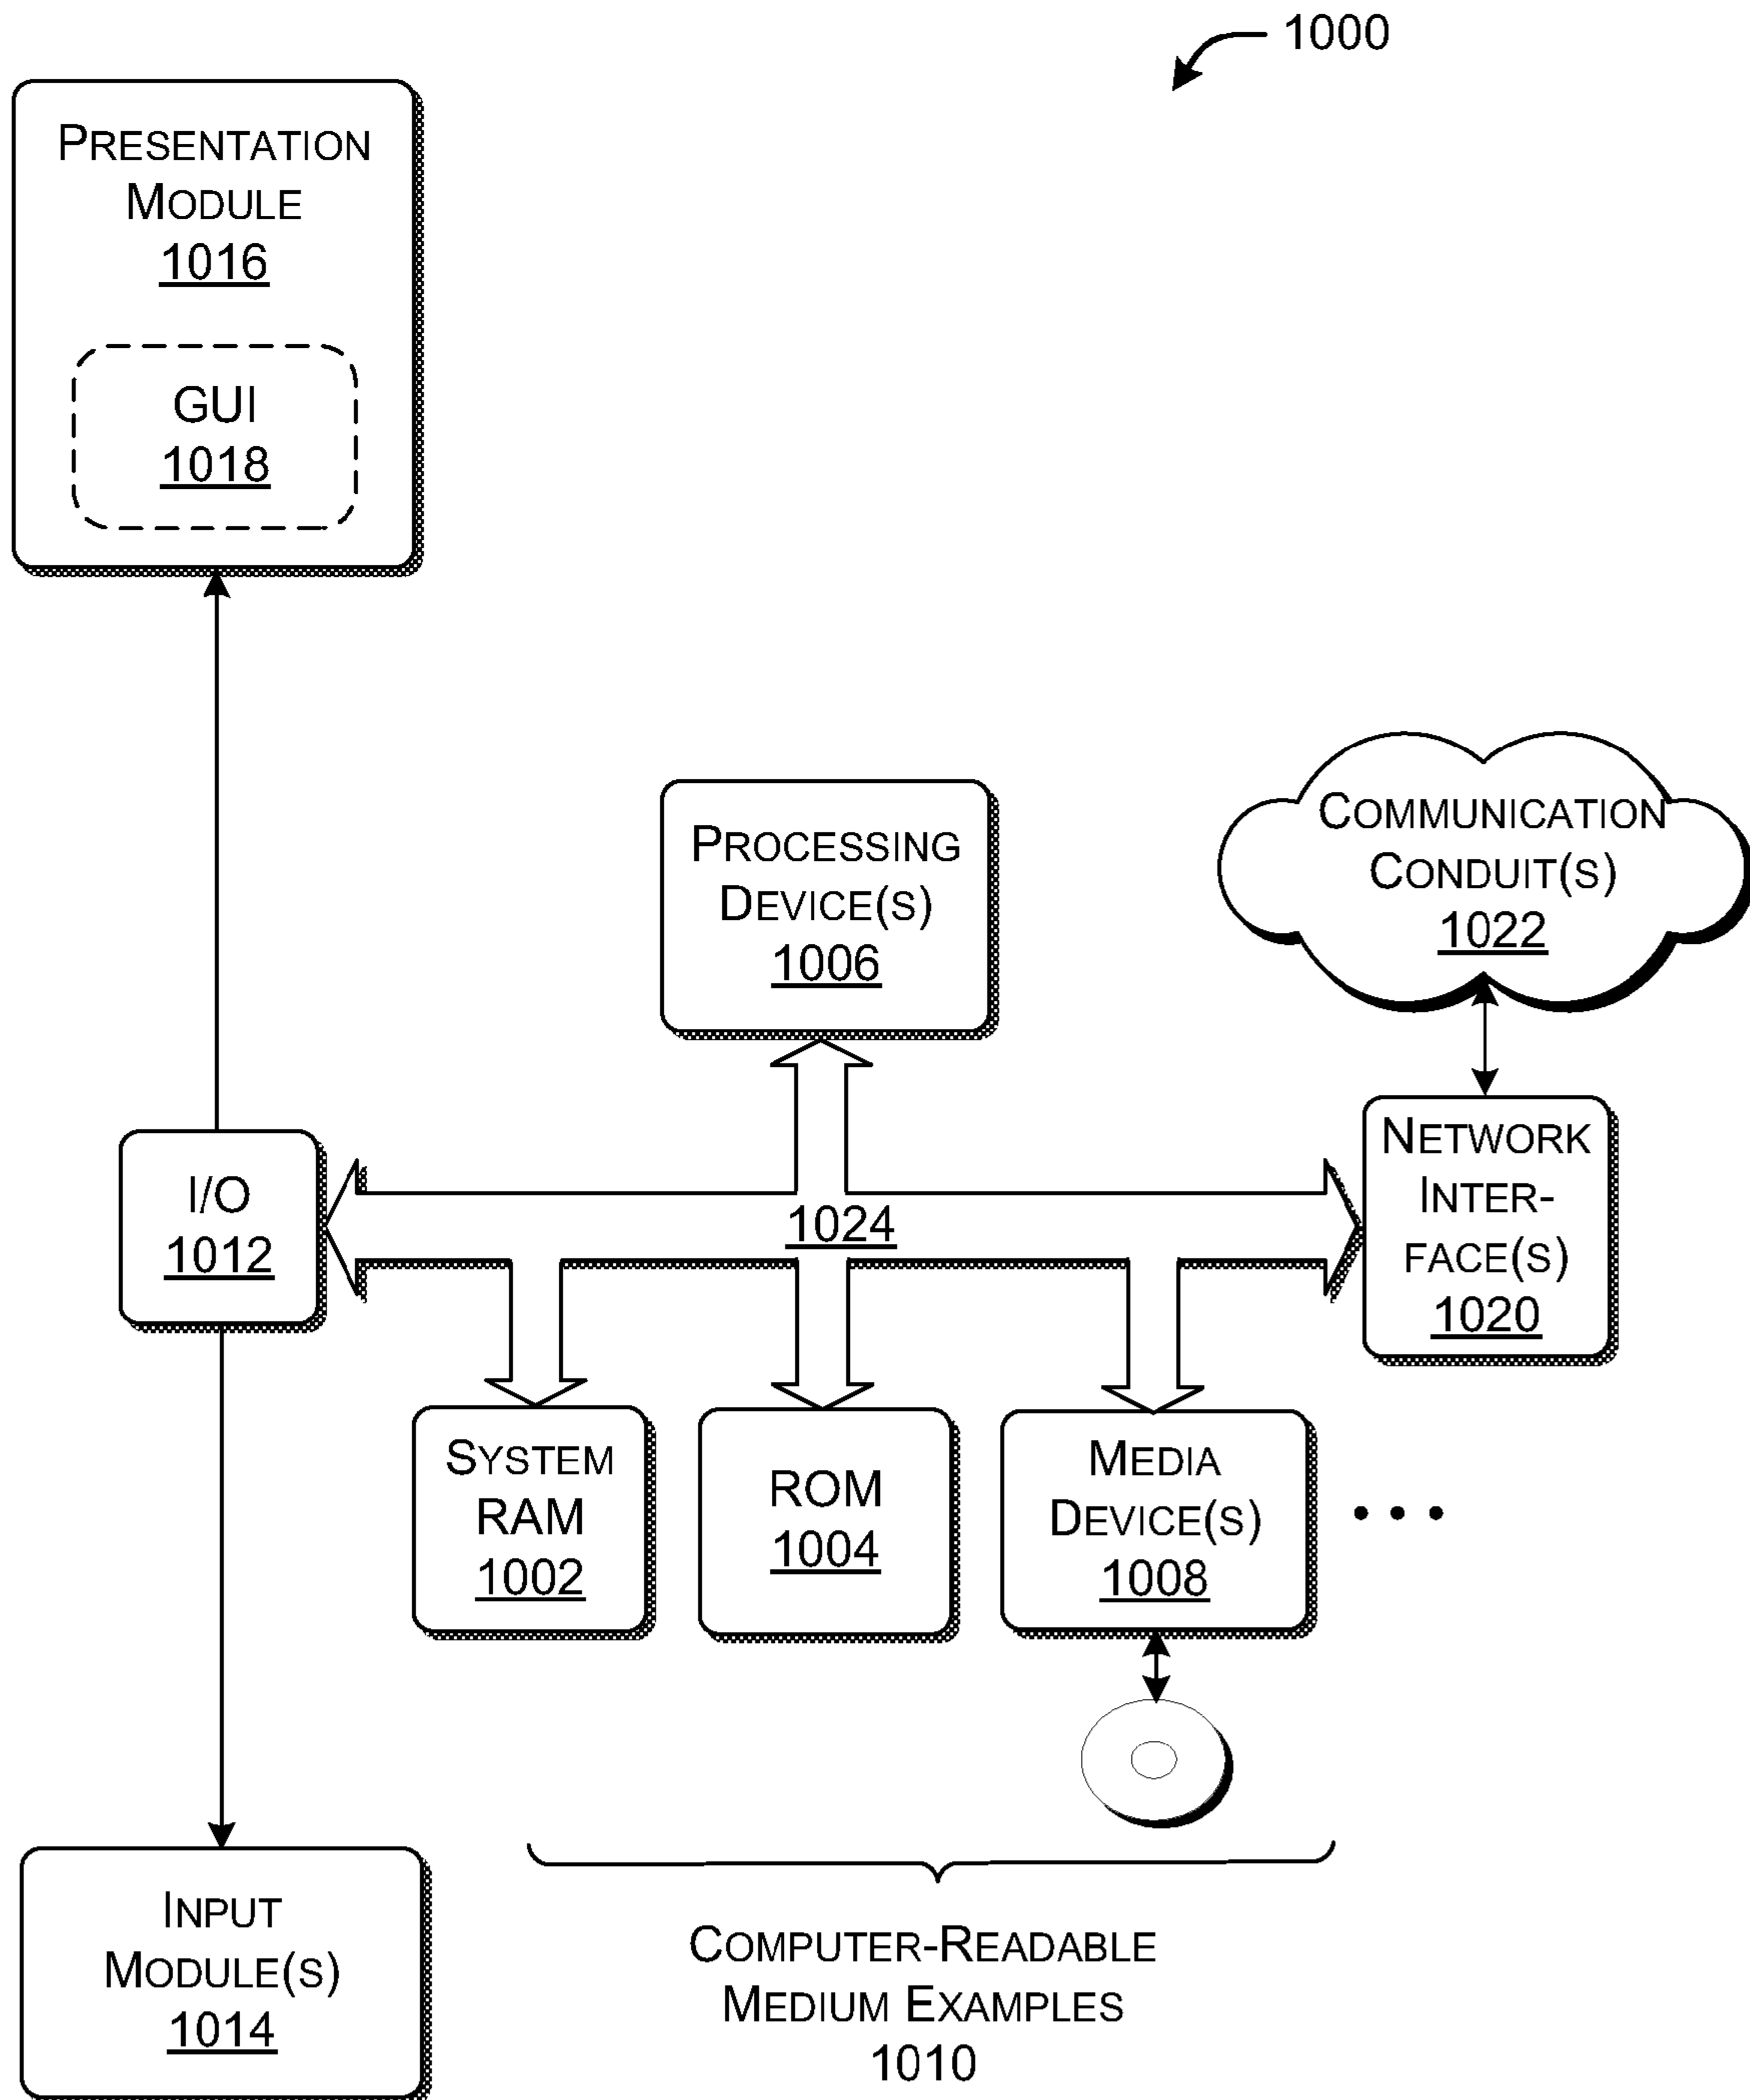 1000
PRESENTATION
MODULE
1016
GUI
1018
PROCESSING
DEVICE(S)
1006
COMMUNICATION
CONDUIT(S)
1022
I/O
1012
1024
NETWORK
INTER-
FACE(S)
1020
SYSTEM
RAM
1002
ROM
1004
MEDIA
DEVICE(S)
1008
• • •
INPUT
MODULE(S)
1014
COMPUTER-READABLE
MEDIUM EXAMPLES
1010